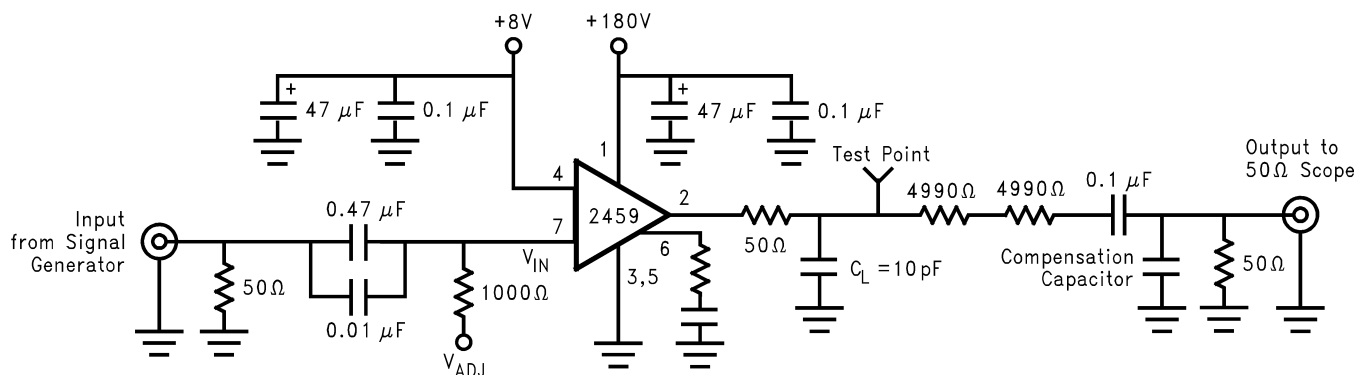 +8V
+180V
+
47 µF
0.1 µF
+
47 µF
0.1 µF
1
4
7
2459
2
6
3,5
Input
from Signal
Generator
50Ω
0.47 µF
0.01 µF
V_IN
1000Ω
V_ADJ
50Ω
C_L = 10 pF
Test Point
4990Ω
4990Ω
0.1 µF
Compensation
Capacitor
50Ω
Output to
50Ω Scope